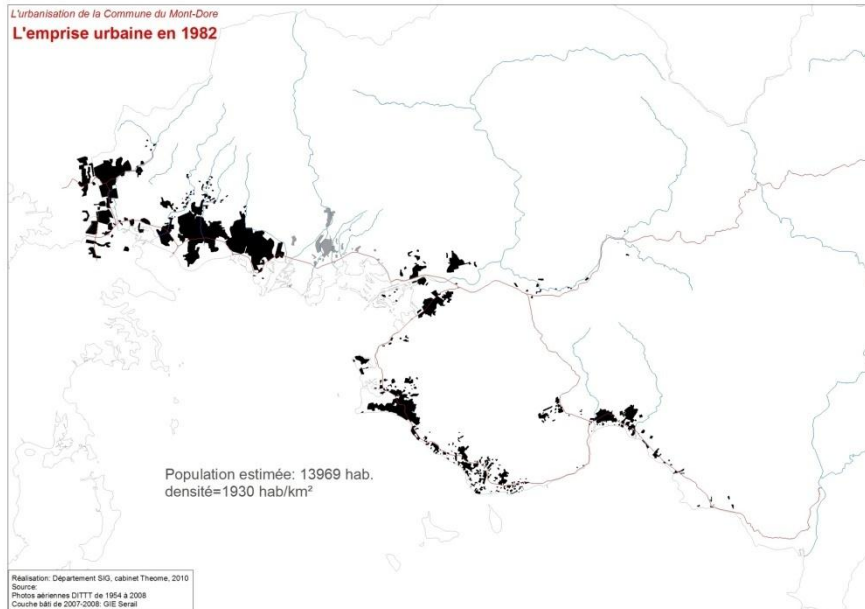 L'urbanisation de la Commune du Mont-Dore
L'emprise urbaine en 1982
Population estimée: 13969 hab.
densité=1930 hab/km²
Réalisation: Département SIG, cabinet Theome, 2010
Source:
Photos aériennes DITTT de 1954 à 2008
Couche bâti de 2007-2008: GIE Serail